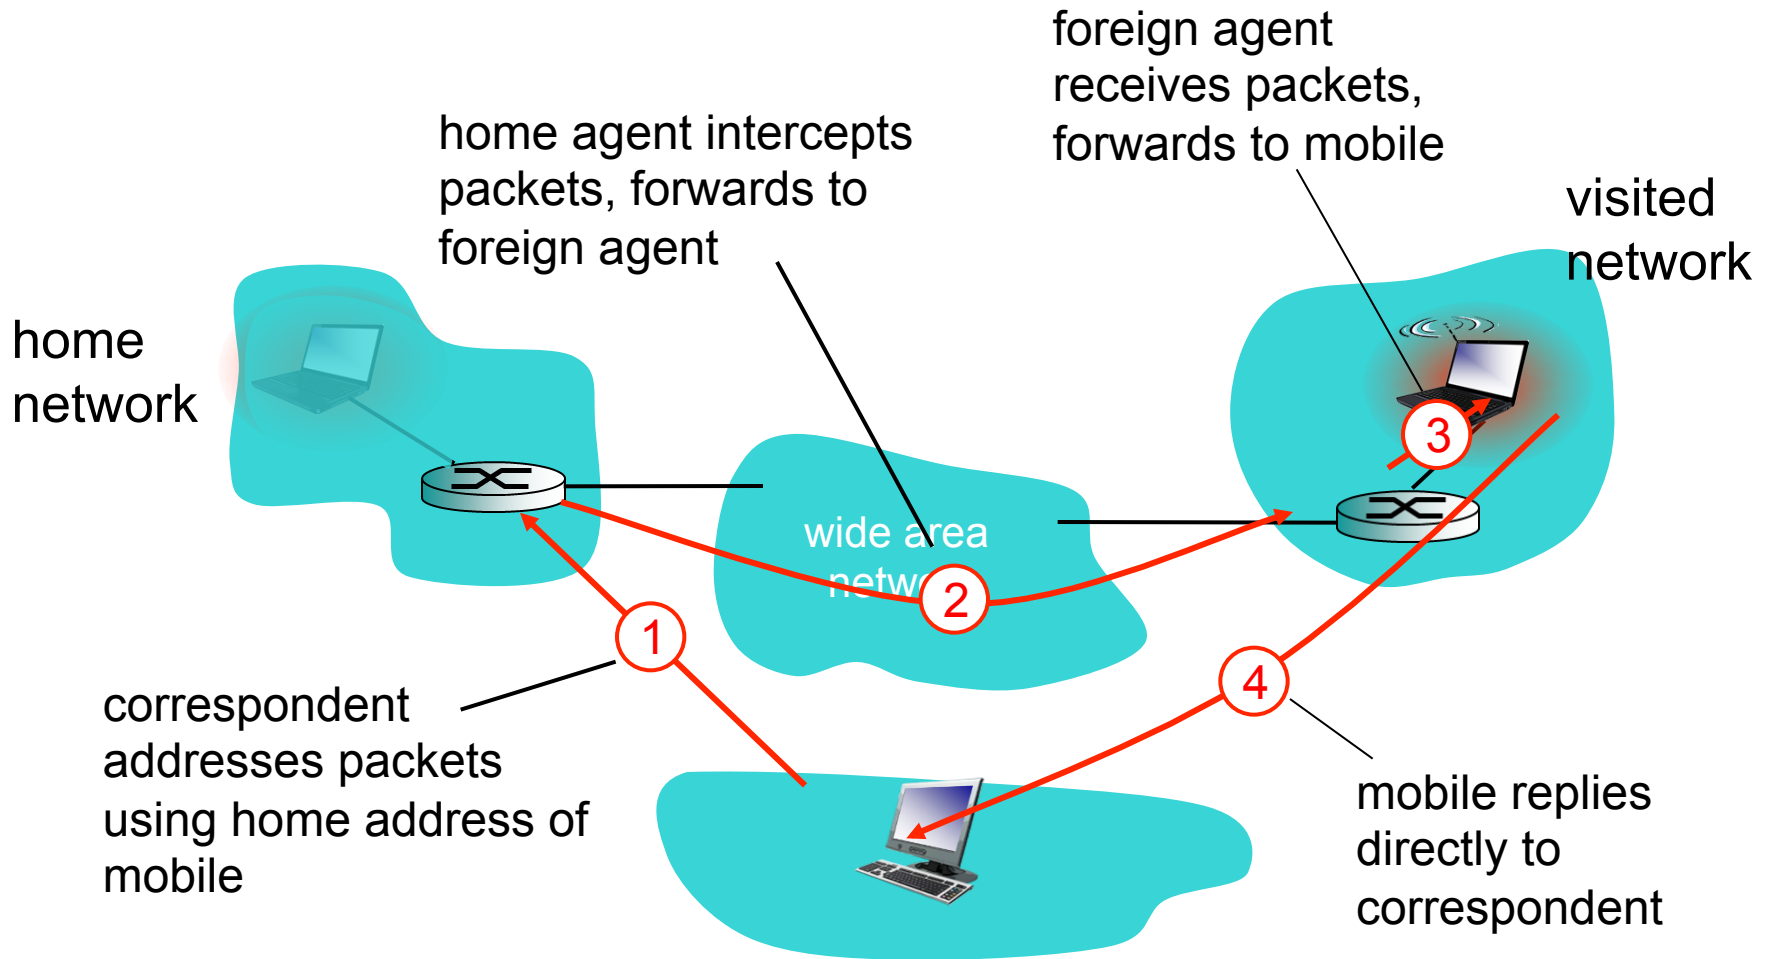 foreign agent
receives packets,
forwards to mobile
home agent intercepts
packets, forwards to
foreign agent
visited
network
home
network
3
wide area
2
1
4
correspondent
addresses packets
using home address of
mobile
mobile replies
directly to
correspondent